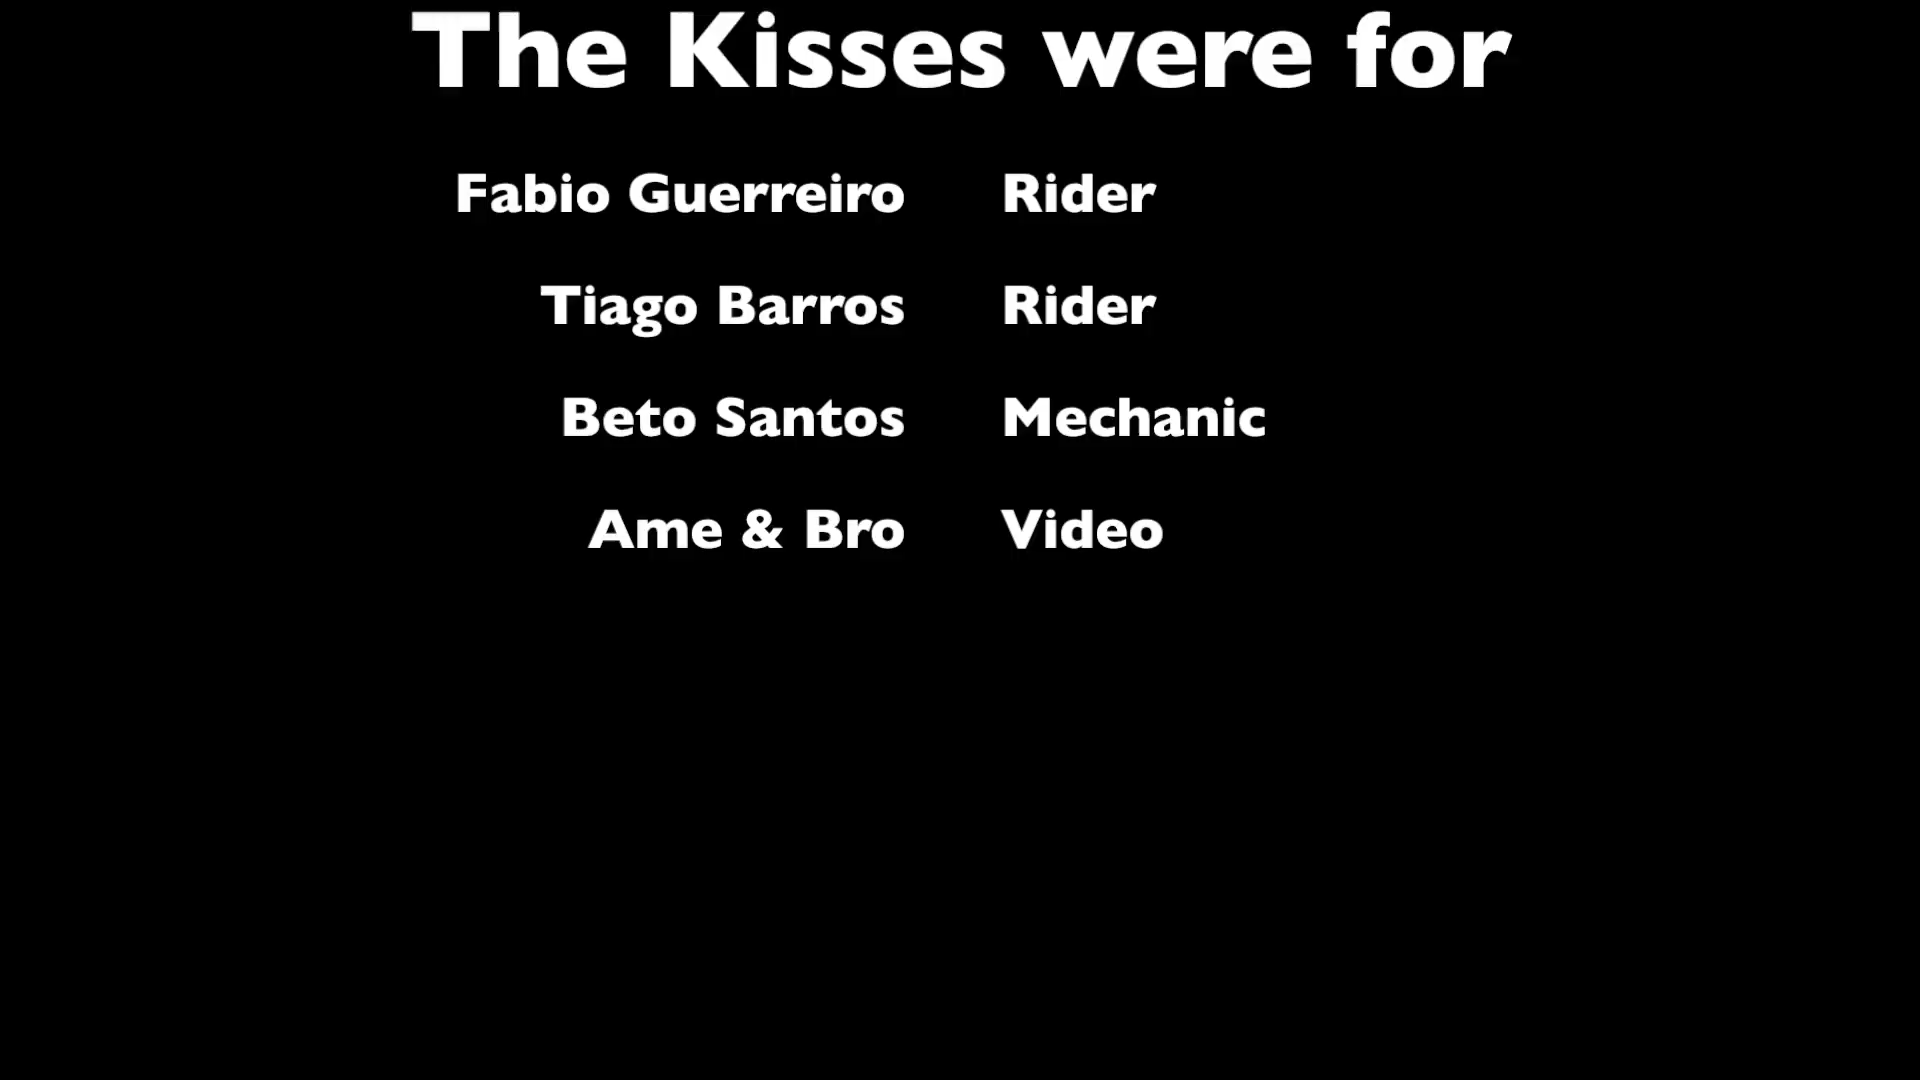 The Kisses were for
Fabio Guerreiro Rider
Tiago Barros Rider
Beto Santos Mechanic
Ame & Bro Video